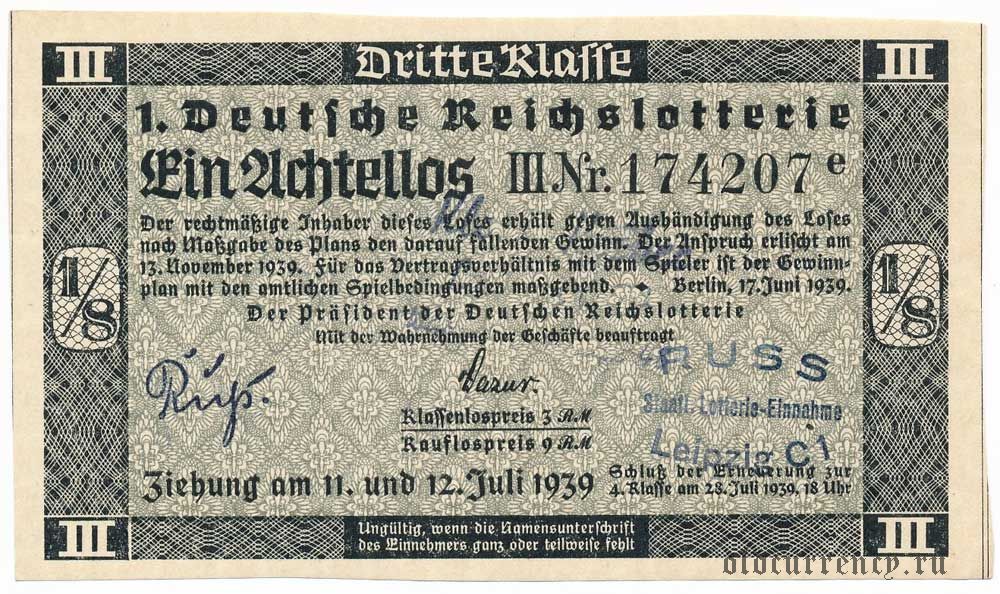 III Dritte Klasse III
1. Deutsche Reichslotterie
Ein Achtellos III. Nr. 174207 e
Der rechtmäßige Inhaber dieses Loses erhält gegen Aushändigung des Loses
nach Maßgabe des Plans den darauf fallenden Gewinn. Der Anspruch erlischt am
13. November 1939. Für das Vertragsverhältnis mit dem Spieler ist der Gewinn-
plan mit den amtlichen Spielbedingungen maßgebend. Berlin, 17. Juni 1939.
1/8 1/8
Der Präsident der Deutschen Reichslotterie
Mit der Wahrnehmung der Geschäfte beauftragt
Ruß.
Dazur.
RUSS
Staatl. Lotterie-Einnahme
Leipzig C 1
Klassenlospreis 3 RM
Kauflospreis 9 RM
Ziehung am 11. und 12. Juli 1939
Schluß der Erneuerung zur
4. Klasse am 28. Juli 1939, 18 Uhr
III III
Ungültig, wenn die Namensunterschrift
des Einnehmers ganz oder teilweise fehlt
oldcurrency.ru